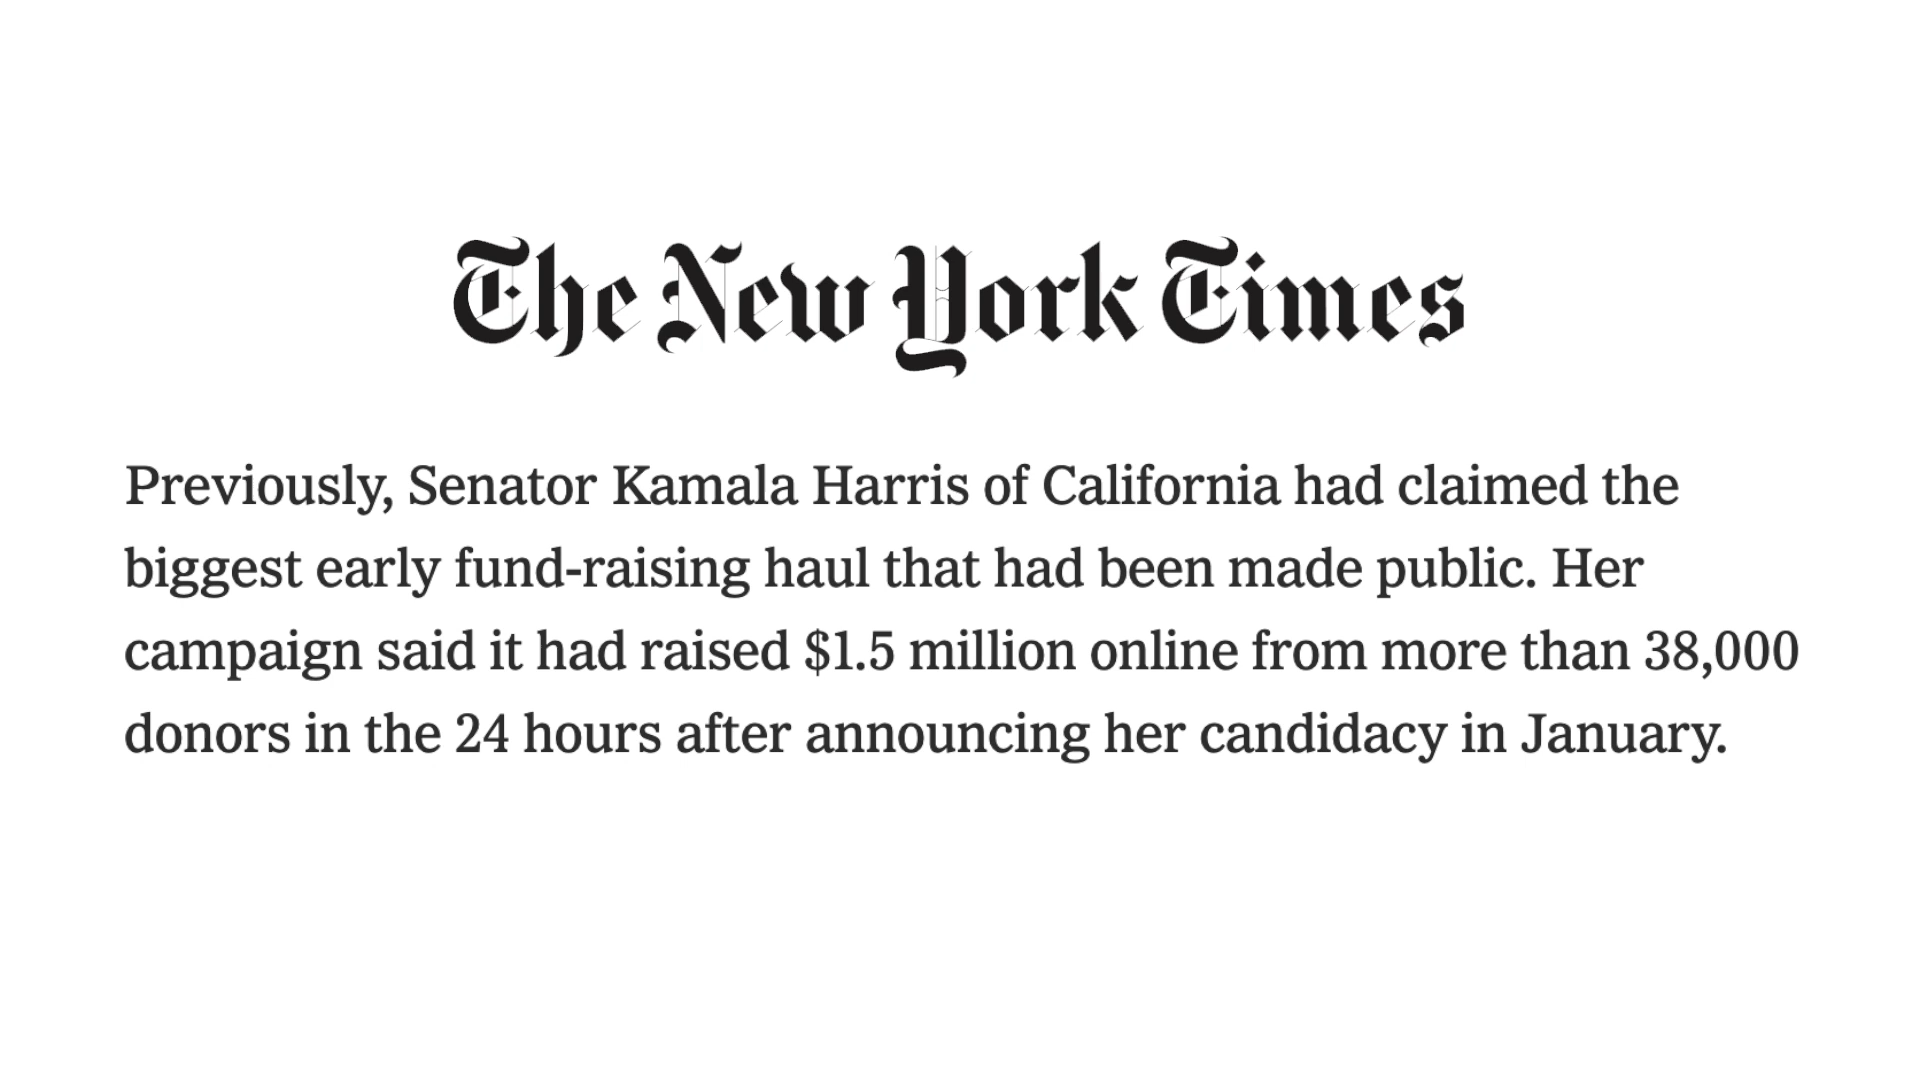 The New York Times
Previously, Senator Kamala Harris of California had claimed the
biggest early fund-raising haul that had been made public. Her
campaign said it had raised $1.5 million online from more than 38,000
donors in the 24 hours after announcing her candidacy in January.